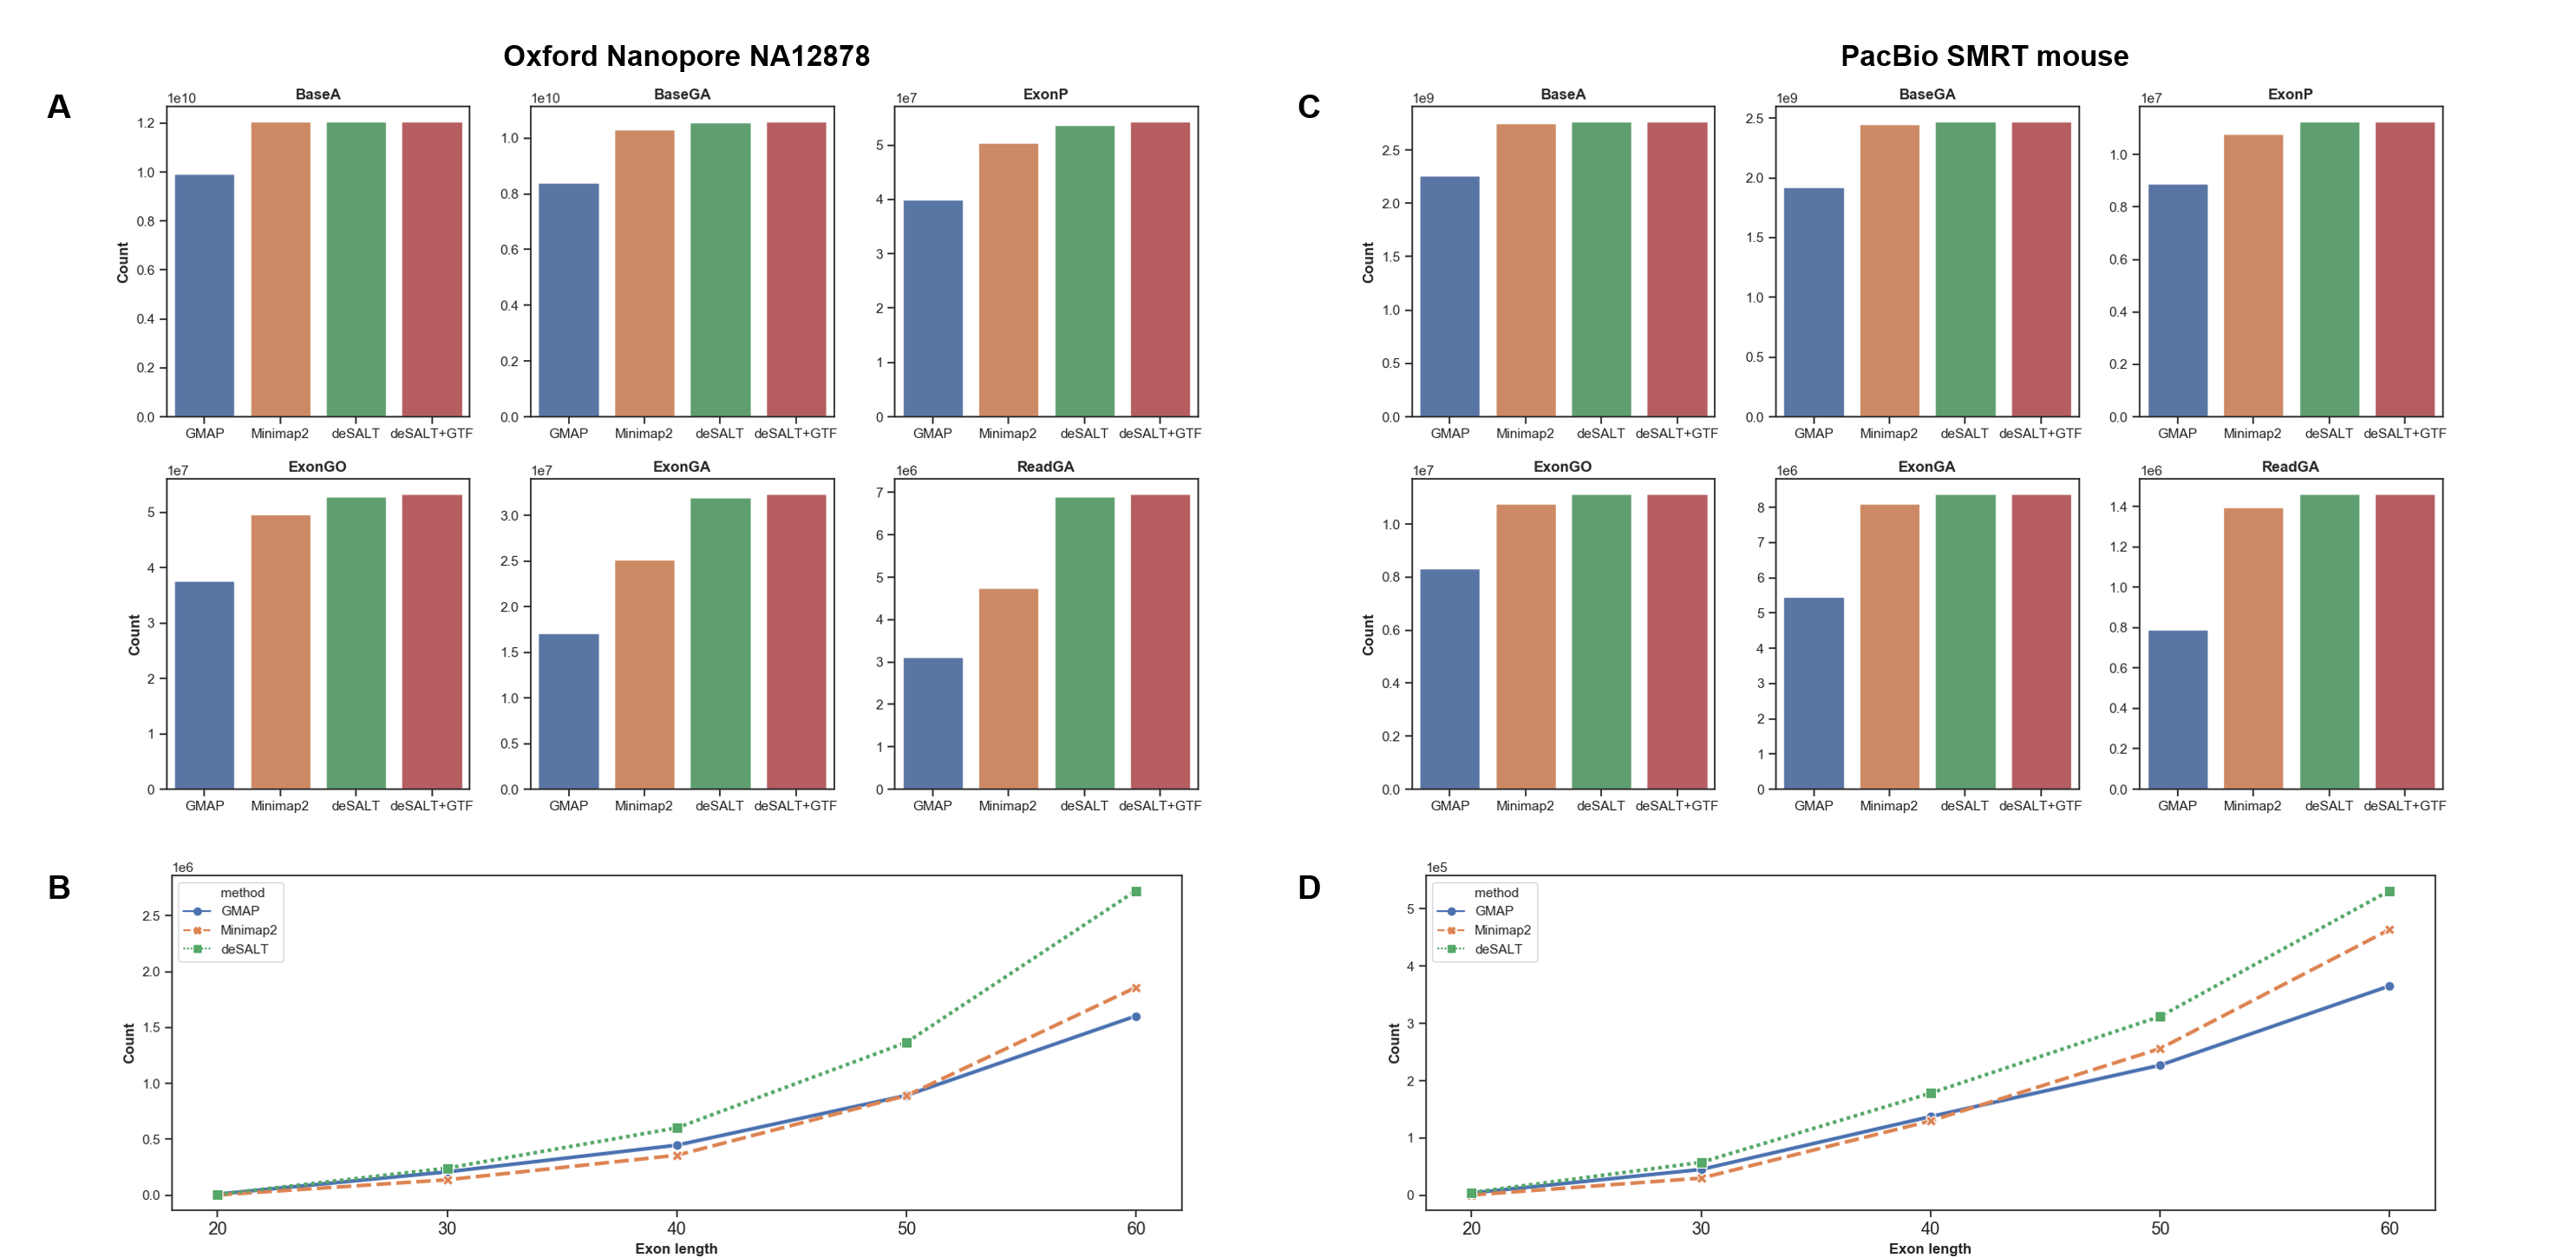 Oxford Nanopore NA12878
A
BaseA
1e10
1.2
1.0
0.8
0.6
0.4
0.2
0.0
Count
GMAP Minimap2 deSALT deSALT+GTF
BaseGA
1e10
1.0
0.8
0.6
0.4
0.2
0.0
GMAP Minimap2 deSALT deSALT+GTF
ExonP
1e7
5
4
3
2
1
0
GMAP Minimap2 deSALT deSALT+GTF
ExonGO
1e7
5
4
3
2
1
0
Count
GMAP Minimap2 deSALT deSALT+GTF
ExonGA
1e7
3.0
2.5
2.0
1.5
1.0
0.5
0.0
GMAP Minimap2 deSALT deSALT+GTF
ReadGA
1e6
7
6
5
4
3
2
1
0
GMAP Minimap2 deSALT deSALT+GTF
B
1e6
method
GMAP
Minimap2
deSALT
2.5
2.0
1.5
1.0
0.5
0.0
Count
20 30 40 50 60
Exon length
PacBio SMRT mouse
C
BaseA
1e9
2.5
2.0
1.5
1.0
0.5
0.0
Count
GMAP Minimap2 deSALT deSALT+GTF
BaseGA
1e9
2.5
2.0
1.5
1.0
0.5
0.0
GMAP Minimap2 deSALT deSALT+GTF
ExonP
1e7
1.0
0.8
0.6
0.4
0.2
0.0
GMAP Minimap2 deSALT deSALT+GTF
ExonGO
1e7
1.0
0.8
0.6
0.4
0.2
0.0
Count
GMAP Minimap2 deSALT deSALT+GTF
ExonGA
1e6
8
7
6
5
4
3
2
1
0
GMAP Minimap2 deSALT deSALT+GTF
ReadGA
1e6
1.4
1.2
1.0
0.8
0.6
0.4
0.2
0.0
GMAP Minimap2 deSALT deSALT+GTF
D
1e5
method
GMAP
Minimap2
deSALT
5
4
3
2
1
0
Count
20 30 40 50 60
Exon length